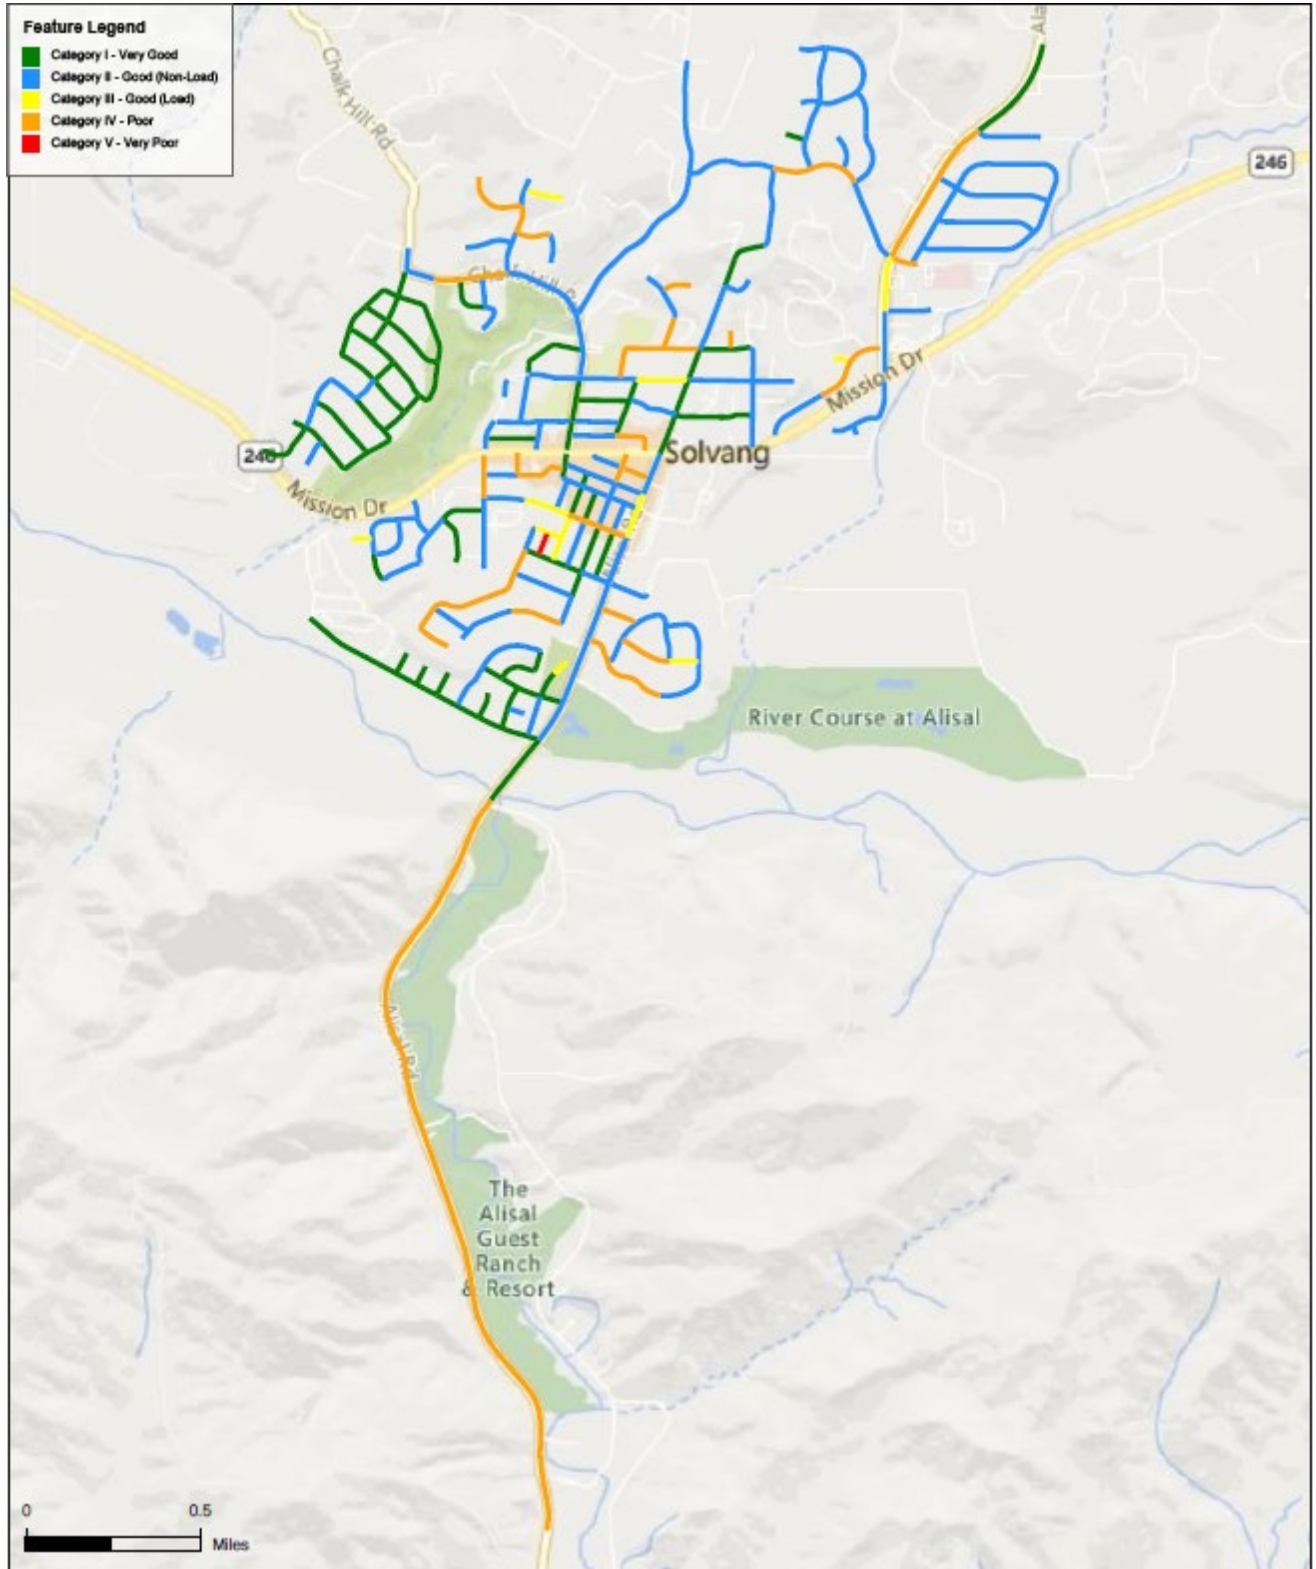 Feature Legend
Category I - Very Good
Category II - Good (Non-Load)
Category III - Good (Load)
Category IV - Poor
Category V - Very Poor
Chalk Hill Rd
246
246
Mission Dr
Mission Dr
Solvang
River Course at Alisal
Alisal Rd
The
Alisal
Guest
Ranch
& Resort
0
0.5
Miles